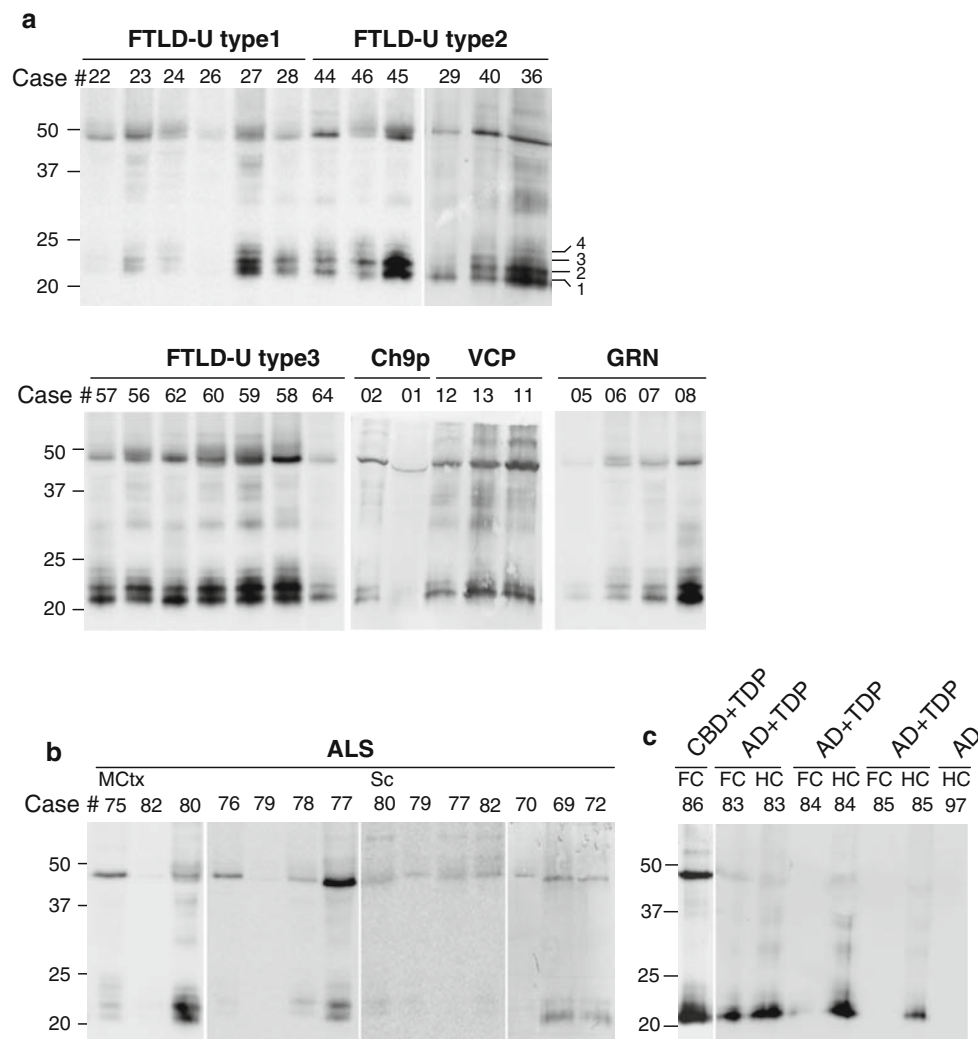 a
FTLD-U type1 FTLD-U type2
Case #22 23 24 26 27 28 44 46 45 29 40 36
50
37
25
20
4
3
2
1
FTLD-U type3 Ch9p VCP GRN
Case #57 56 62 60 59 58 64 02 01 12 13 11 05 06 07 08
50
37
25
20
b
ALS
MCtx Sc
Case # 75 82 80 76 79 78 77 80 79 77 82 70 69 72
50
37
25
20
c
CBD+TDP AD+TDP AD+TDP AD+TDP AD
FC FC HC FC HC FC HC HC
86 83 83 84 84 85 85 97
50
37
25
20